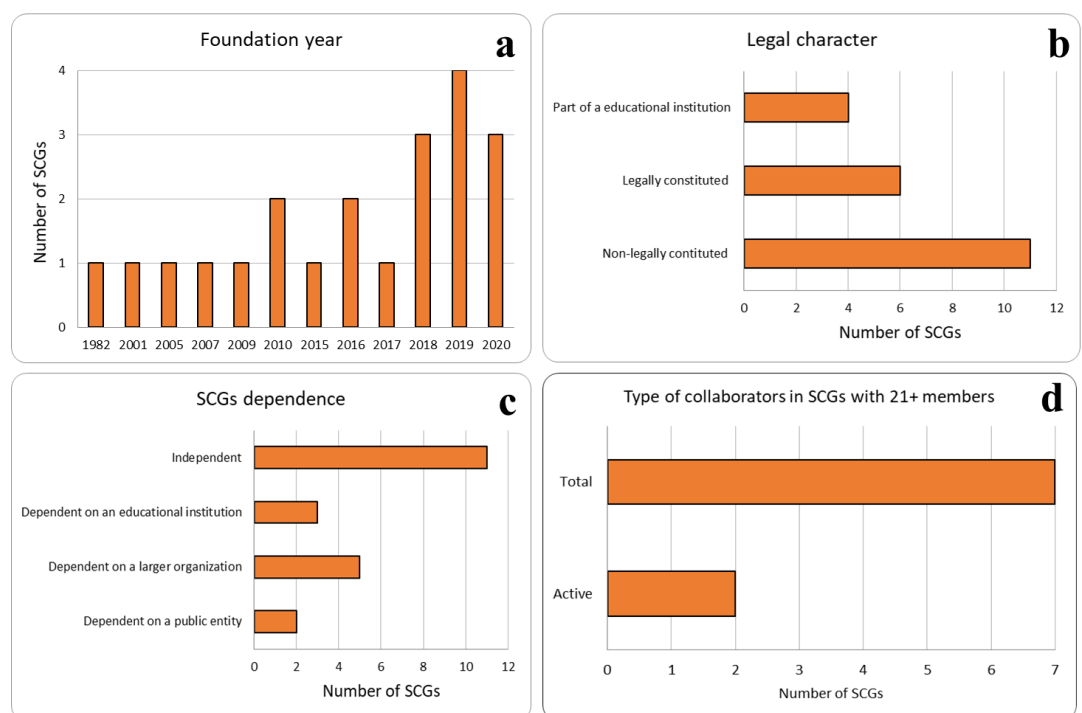 Foundation year
a
Number of SCGs
4
3
2
1
0
1982 2001 2005 2007 2009 2010 2015 2016 2017 2018 2019 2020
Legal character
b
Part of a educational institution
Legally constituted
Non-legally contituted
0 2 4 6 8 10 12
Number of SCGs
SCGs dependence
c
Independent
Dependent on an educational institution
Dependent on a larger organization
Dependent on a public entity
0 2 4 6 8 10 12
Number of SCGs
Type of collaborators in SCGs with 21+ members
d
Total
Active
0 1 2 3 4 5 6 7
Number of SCGs